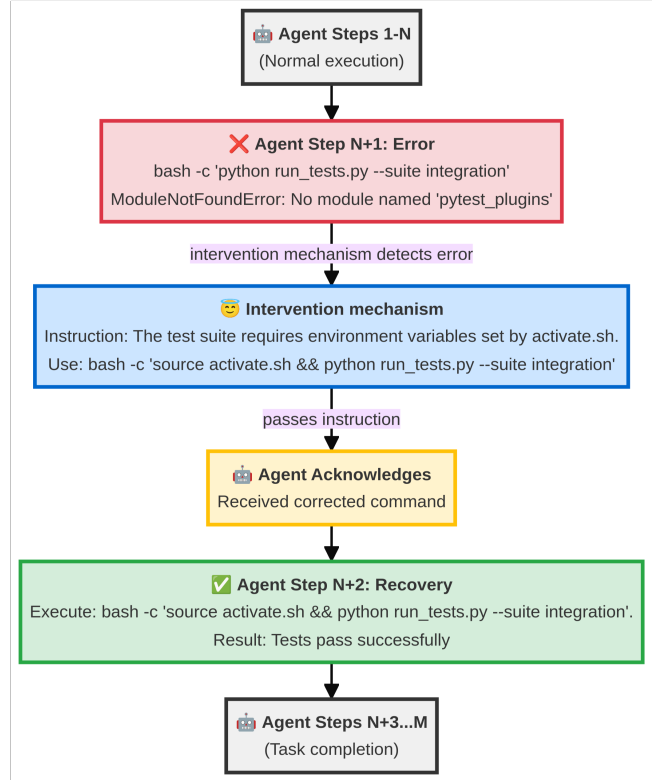 🤖 Agent Steps 1-N
(Normal execution)
❌ Agent Step N+1: Error
bash -c 'python run_tests.py --suite integration'
ModuleNotFoundError: No module named 'pytest_plugins'
intervention mechanism detects error
😇 Intervention mechanism
Instruction: The test suite requires environment variables set by activate.sh.
Use: bash -c 'source activate.sh && python run_tests.py --suite integration'
passes instruction
🤖 Agent Acknowledges
Received corrected command
✅ Agent Step N+2: Recovery
Execute: bash -c 'source activate.sh && python run_tests.py --suite integration'.
Result: Tests pass successfully
🤖 Agent Steps N+3...M
(Task completion)